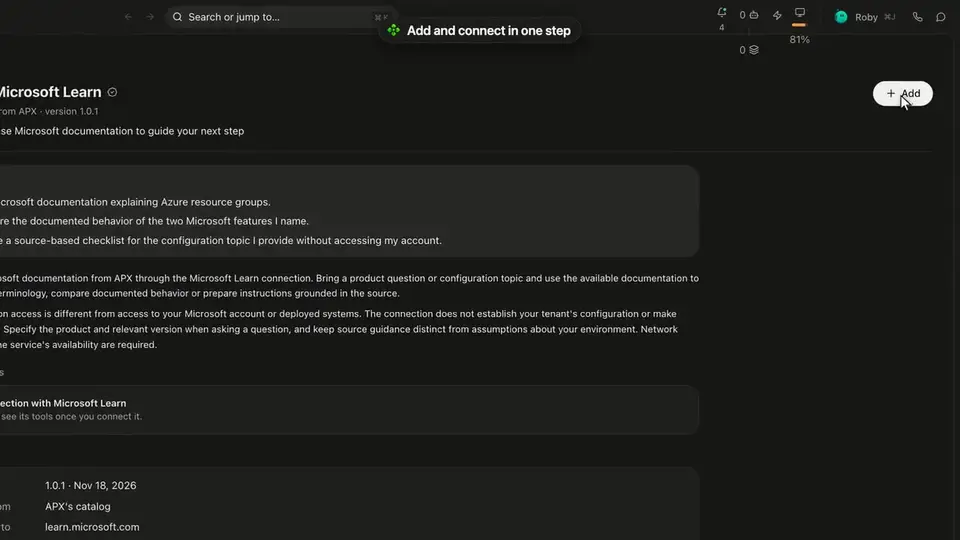 Search or jump to...
⌘K
Add and connect in one step
4
0
0
81%
Roby ⌘J
Microsoft Learn
rom APX · version 1.0.1
se Microsoft documentation to guide your next step
+ Add
crosoft documentation explaining Azure resource groups.
re the documented behavior of the two Microsoft features I name.
e a source-based checklist for the configuration topic I provide without accessing my account.
soft documentation from APX through the Microsoft Learn connection. Bring a product question or configuration topic and use the available documentation to
erminology, compare documented behavior or prepare instructions grounded in the source.
on access is different from access to your Microsoft account or deployed systems. The connection does not establish your tenant's configuration or make
Specify the product and relevant version when asking a question, and keep source guidance distinct from assumptions about your environment. Network
he service's availability are required.
s
ection with Microsoft Learn
see its tools once you connect it.
1.0.1 · Nov 18, 2026
om APX's catalog
to learn.microsoft.com